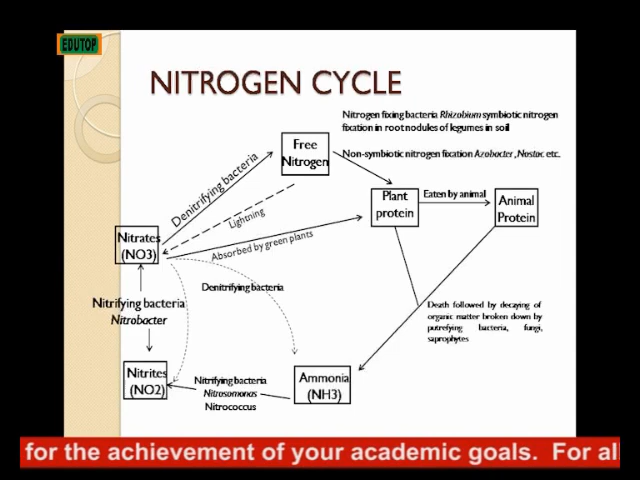 EDUTOP
NITROGEN CYCLE
Nitrogen fixing bacteria Rhizobium symbiotic nitrogen
fixation in root nodules of legumes in soil
Free
Nitrogen
Non-symbiotic nitrogen fixation Azobacter ,Nostoc etc.
Denitrifying bacteria
Lightning
Plant
protein
Eaten by animal
Animal
Protein
Nitrates
(NO3)
Absorbed by green plants
Denitrifying bacteria
Nitrifying bacteria
Nitrobacter
Death followed by decaying of
organic matter broken down by
putrefying bacteria, fungi,
saprophytes
Nitrites
(NO2)
Nitrifying bacteria
Nitrosomonas
Nitrococcus
Ammonia
(NH3)
for the achievement of your academic goals. For al